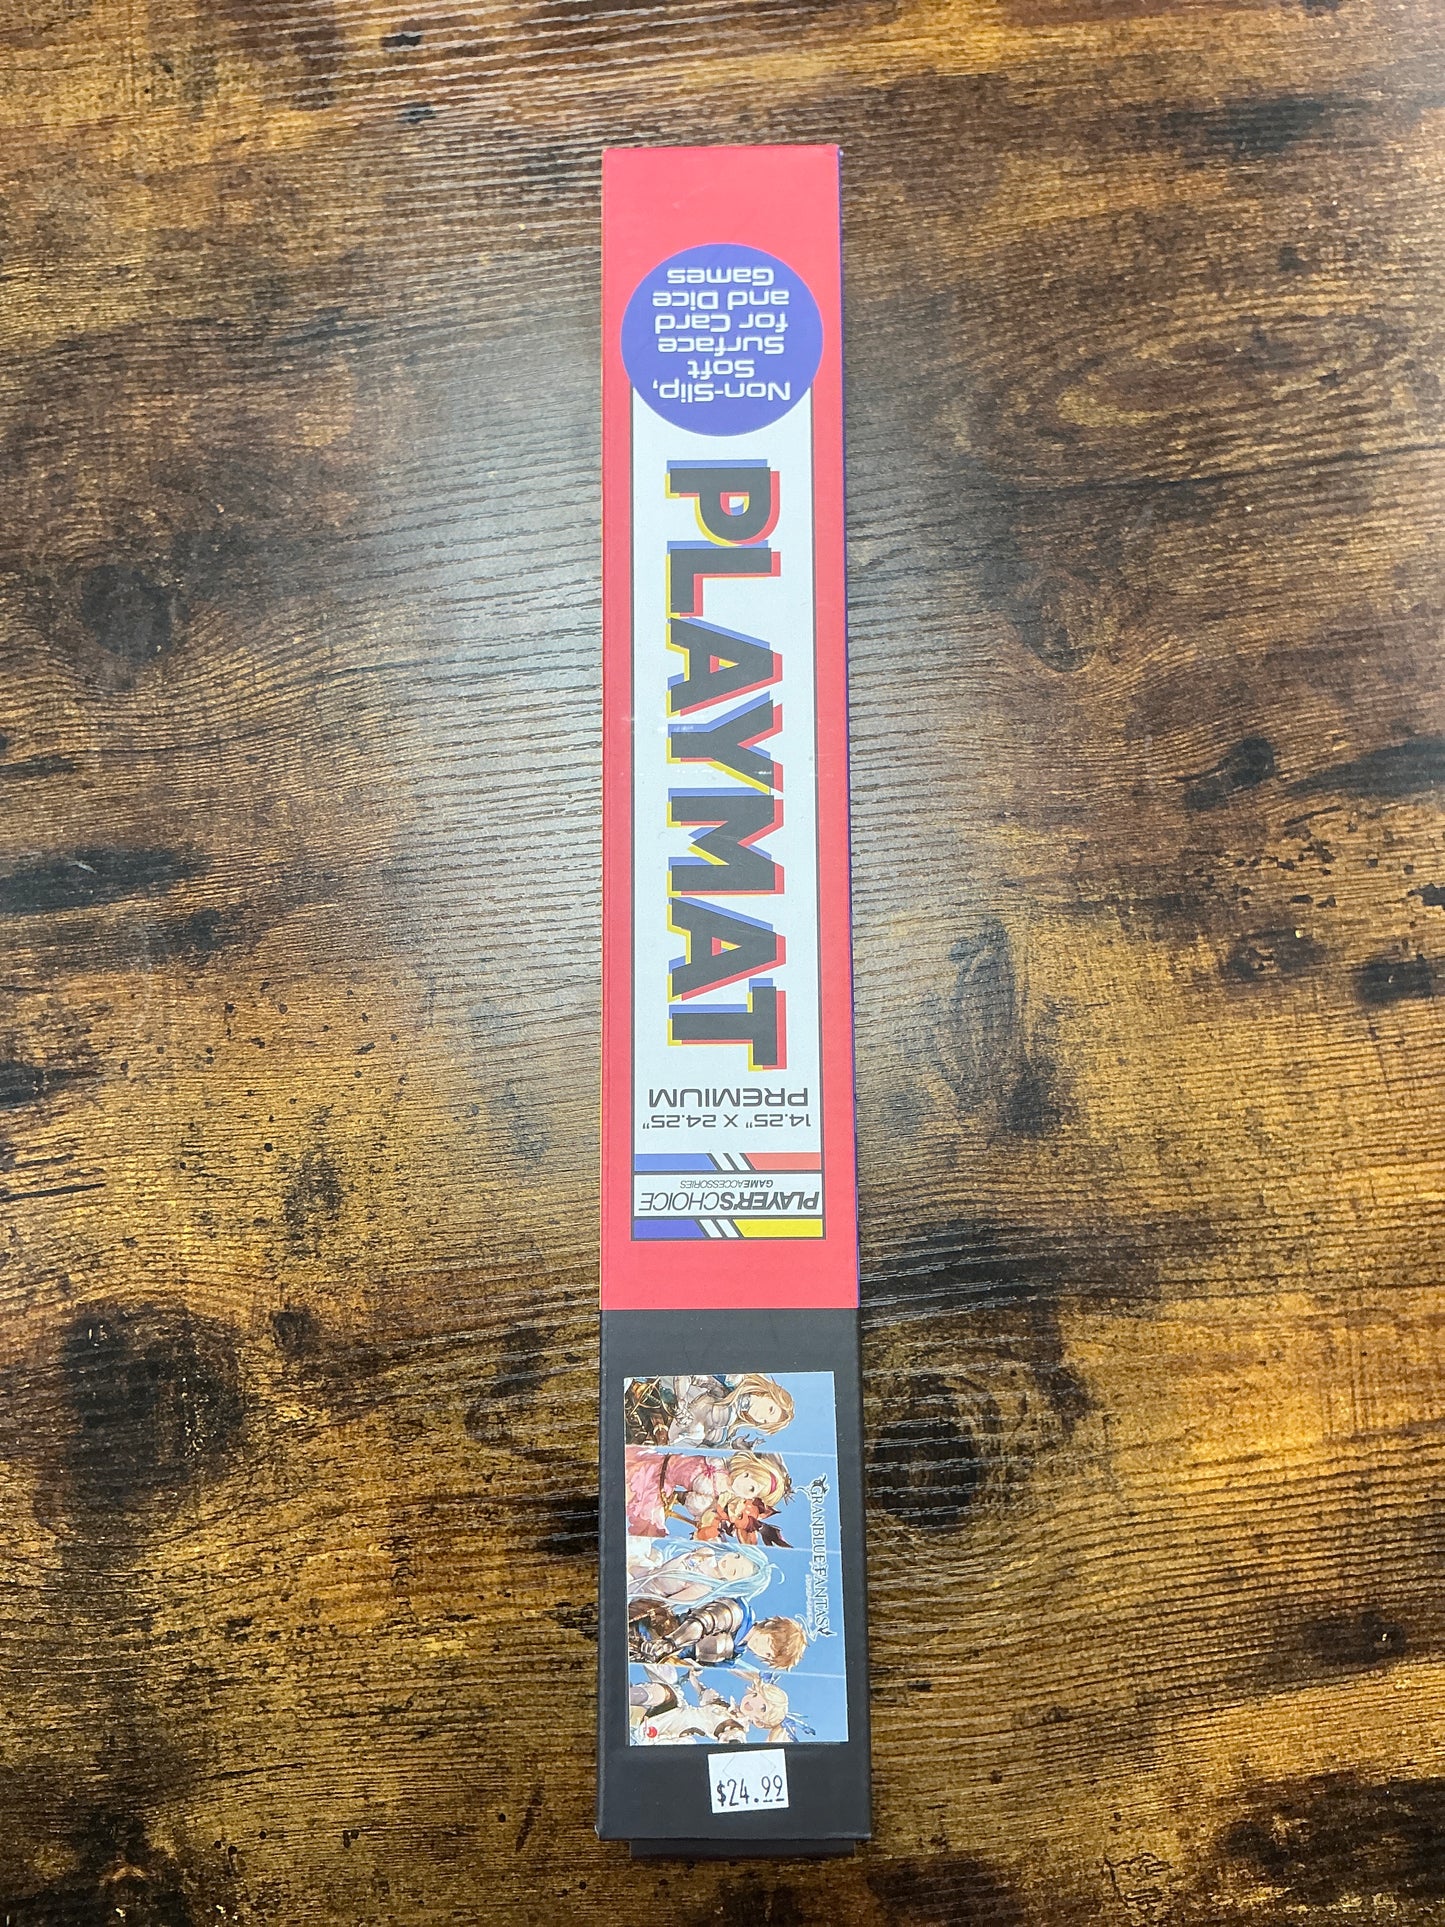 Non-Slip,
Soft
Surface
for Card
and Dice
Games
PLAYMAT
PREMIUM
14.25" X 24.25"
PLAYER'SCHOICE
GAMEACCESSORIES
GRANBLUE FANTASY
$24.99